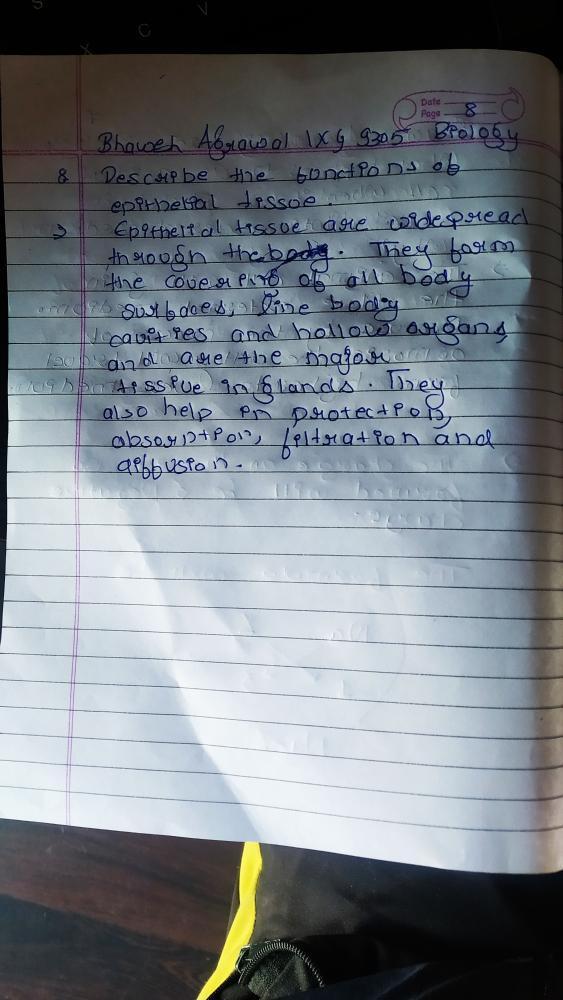 Date
Page 8
Bhavesh Agrawal IX G 9305 Biology
8 Describe the functions of
epithelial tissoe.
→ Epithelial tissoe are widespread
through the body. They form
the covering of all body
surfaces, line body
cavities and hollow organs
and are the major
tissue in glands. They
also help in protection,
absorption, filtration and
diffusion.